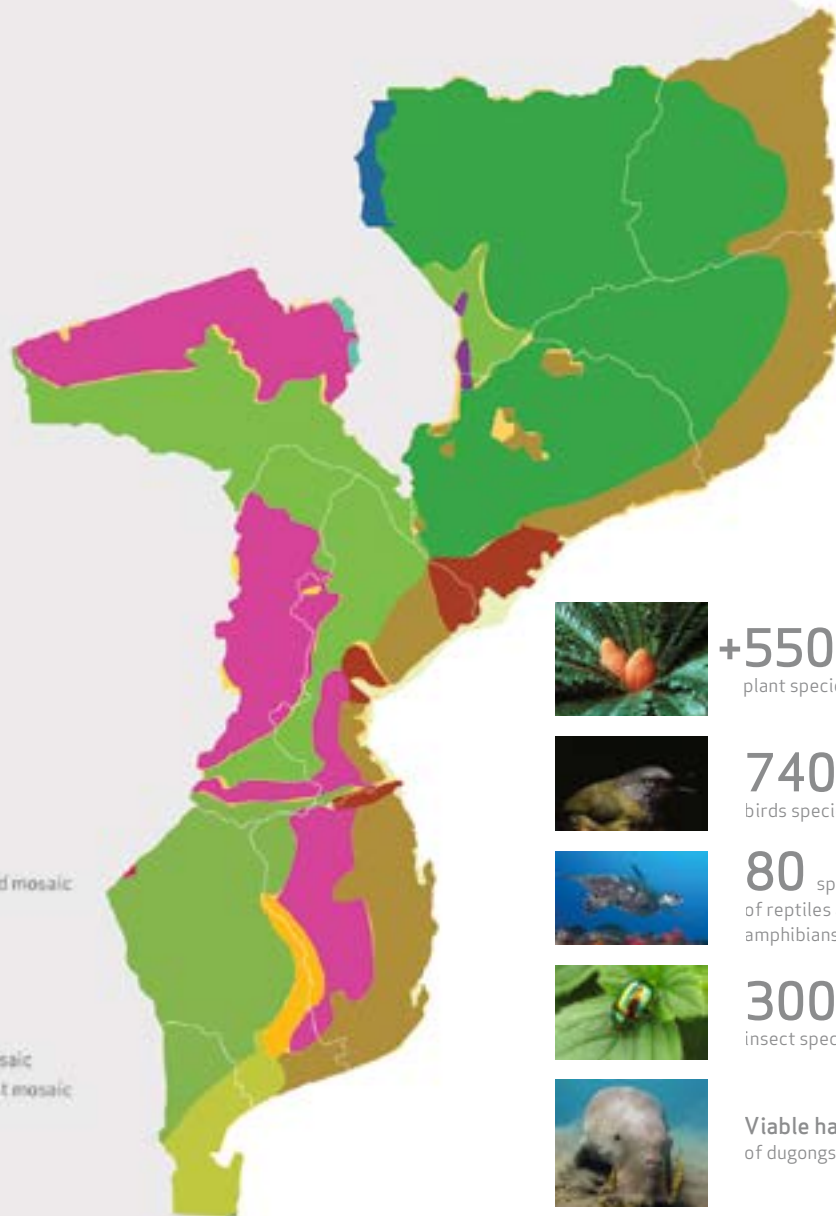 +550
plant specie
740
birds speci
80 sp
of reptiles
amphibians
300
insect spec
Viable ha
of dugongs
d mosaic
saic
t mosaic